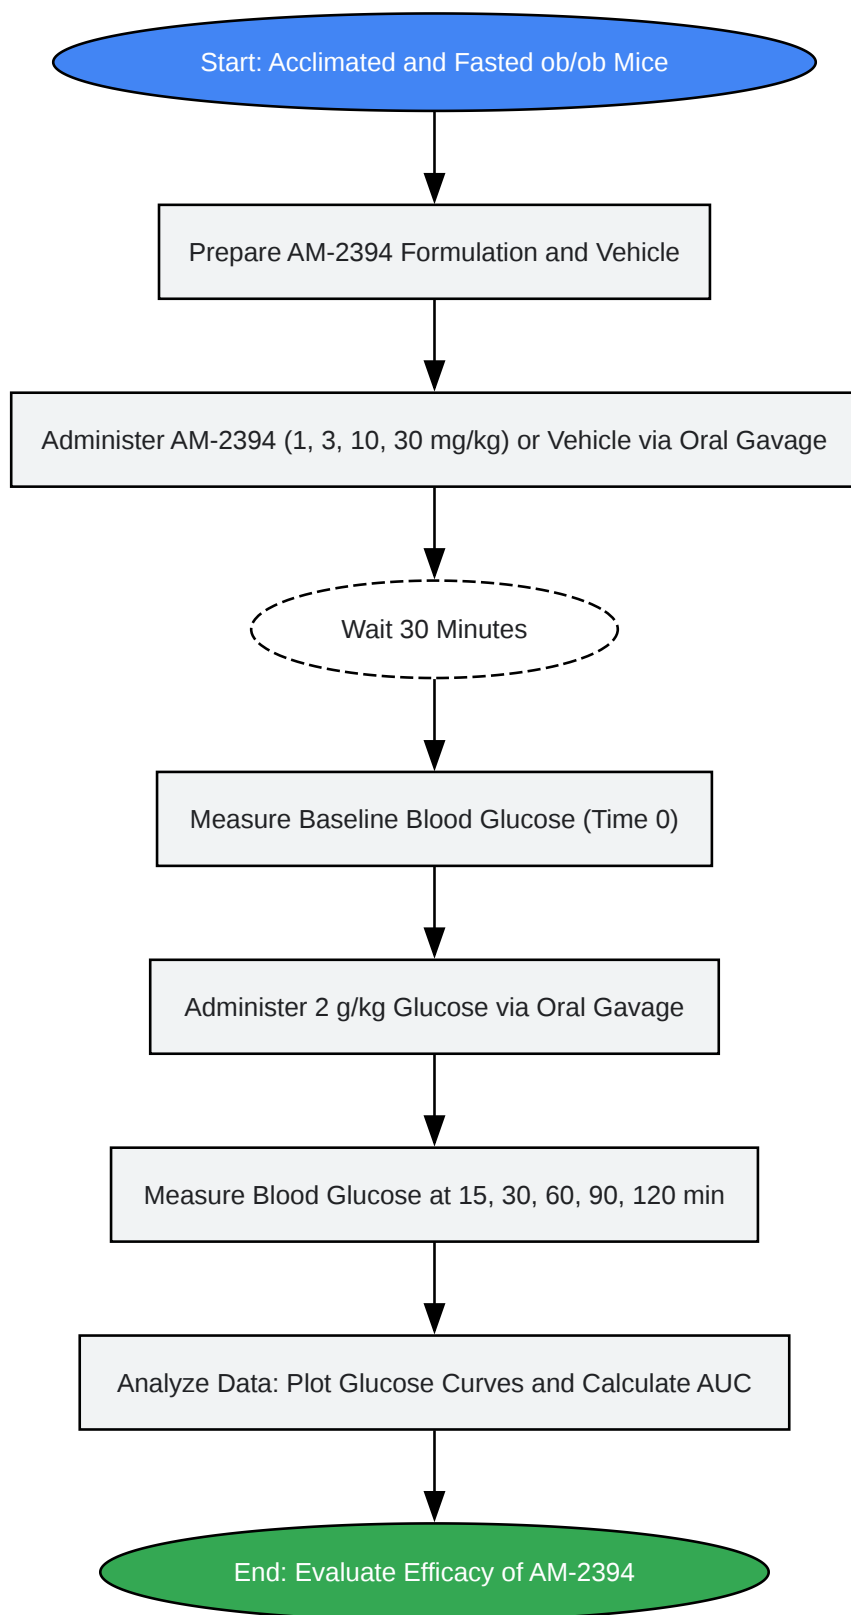 Start: Acclimated and Fasted ob/ob Mice
Prepare AM-2394 Formulation and Vehicle
Administer AM-2394 (1, 3, 10, 30 mg/kg) or Vehicle via Oral Gavage
Wait 30 Minutes
Measure Baseline Blood Glucose (Time 0)
Administer 2 g/kg Glucose via Oral Gavage
Measure Blood Glucose at 15, 30, 60, 90, 120 min
Analyze Data: Plot Glucose Curves and Calculate AUC
End: Evaluate Efficacy of AM-2394